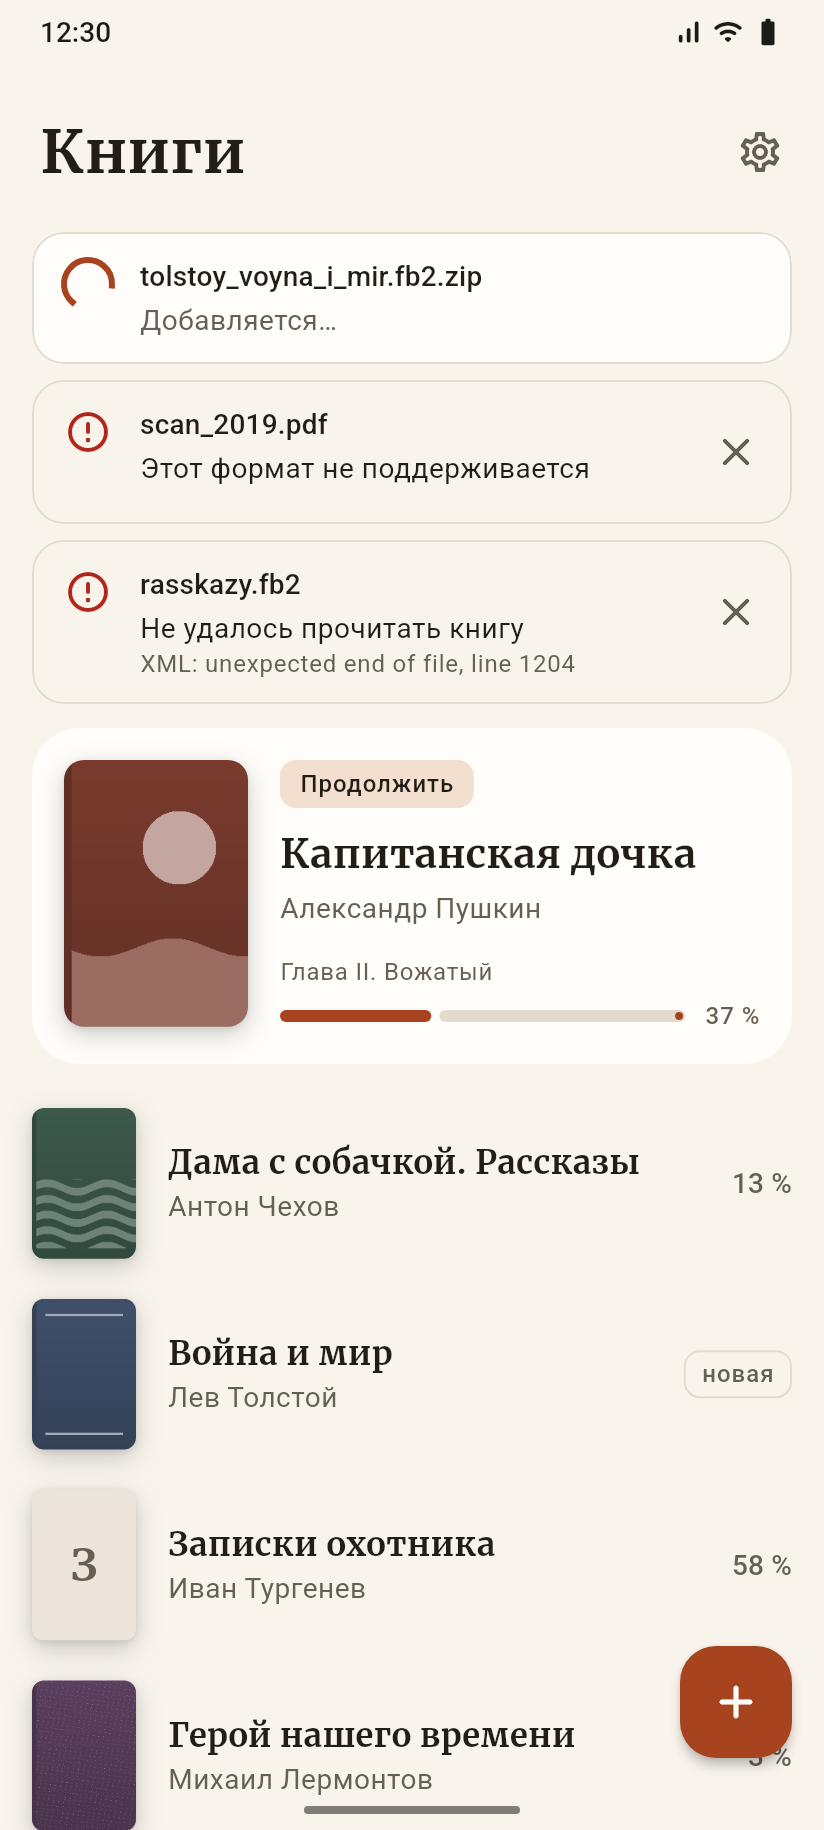 12:30
Книги
tolstoy_voyna_i_mir.fb2.zip
Добавляется…
scan_2019.pdf
Этот формат не поддерживается
rasskazy.fb2
Не удалось прочитать книгу
XML: unexpected end of file, line 1204
Продолжить
Капитанская дочка
Александр Пушкин
Глава II. Вожатый
37 %
Дама с собачкой. Рассказы
Антон Чехов
13 %
Война и мир
Лев Толстой
новая
З
Записки охотника
Иван Тургенев
58 %
Герой нашего времени
Михаил Лермонтов
%